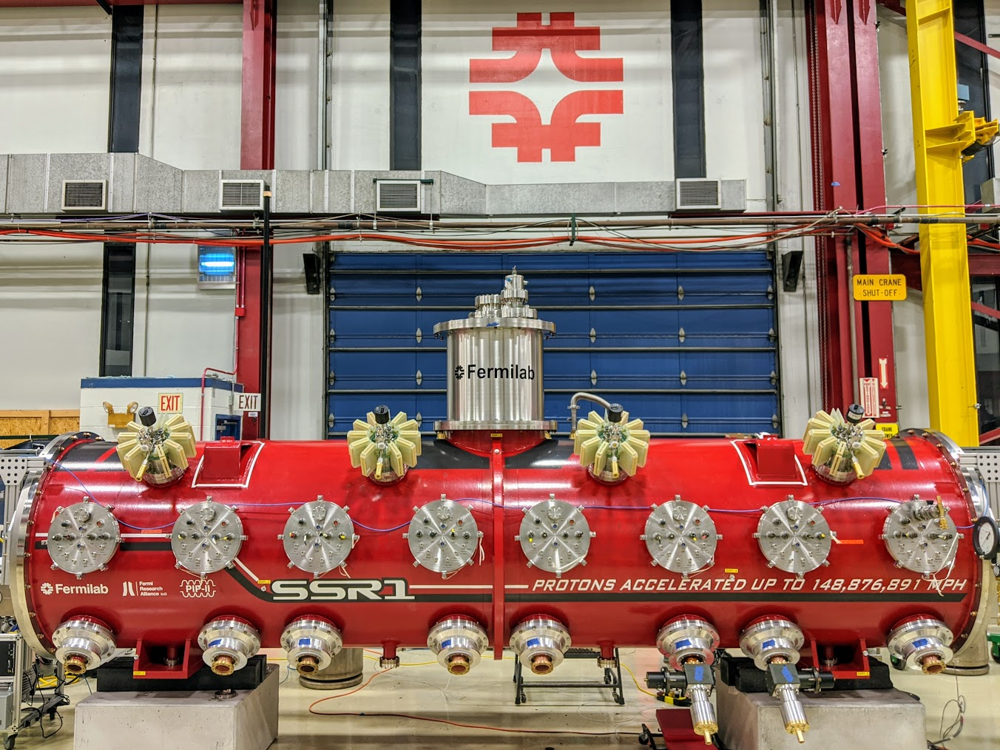 MAIN CRANE
SHUT-OFF
Fermilab
EXIT
EXIT
CRANE
Fermilab
Fermi
Research
Alliance LLC
PIP-II
SSR1
PROTONS ACCELERATED UP TO 148,876,891 MPH